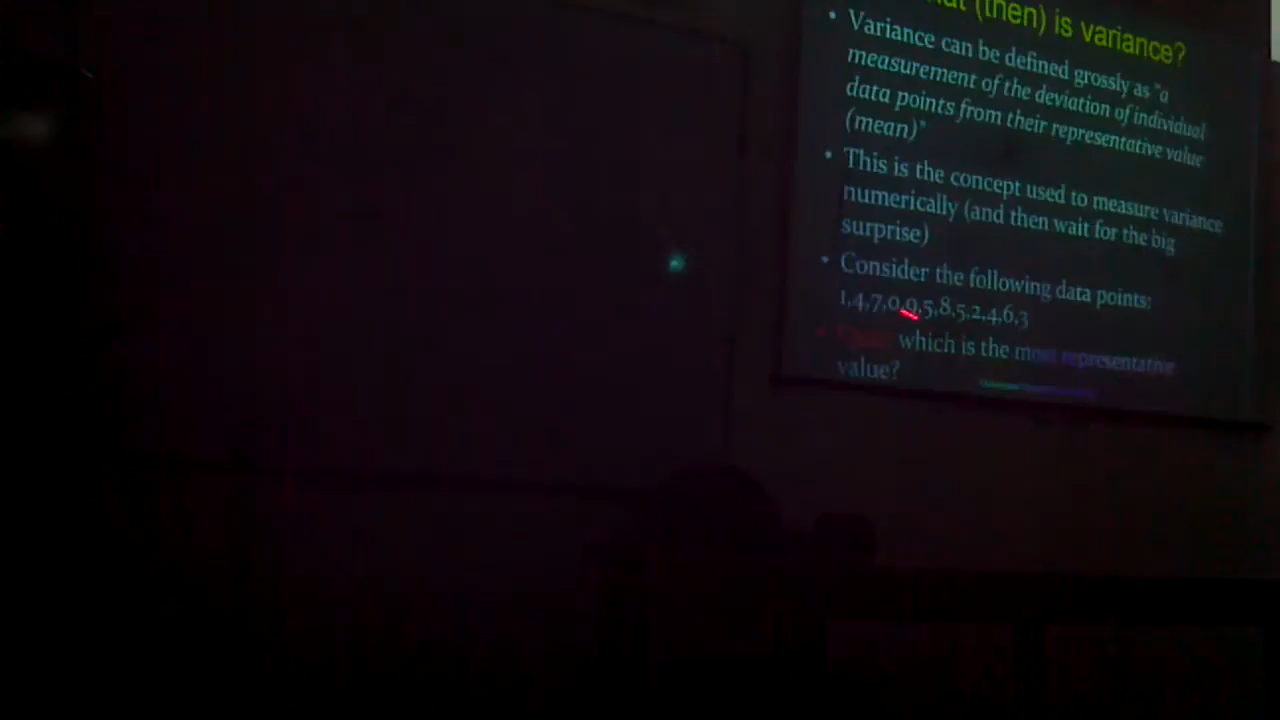 (then) is variance?
• Variance can be defined grossly as "a
measurement of the deviation of individual
data points from their representative value
(mean)"
• This is the concept used to measure variance
numerically (and then wait for the big
surprise)
• Consider the following data points:
1,4,7,0,9,5,8,5,2,4,6,3
• which is the most representative
value?